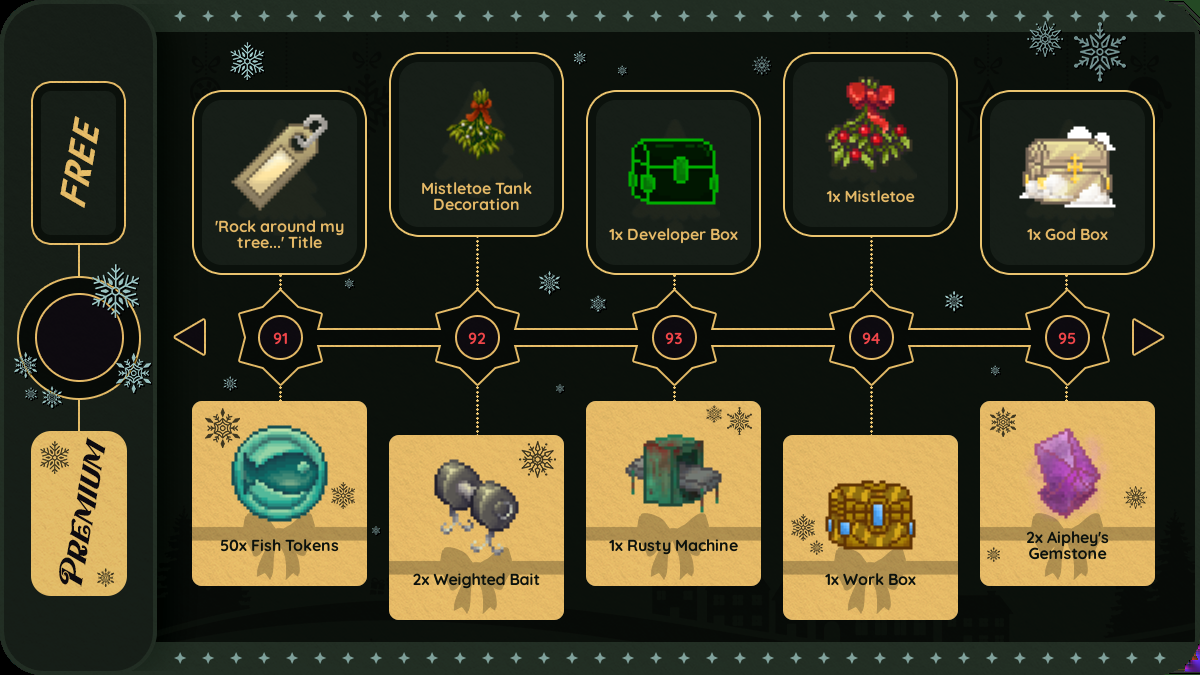 FREE
'Rock around my
tree...' Title
Mistletoe Tank
Decoration
1x Developer Box
1x Mistletoe
1x God Box
91
92
93
94
95
PREMIUM
50x Fish Tokens
2x Weighted Bait
1x Rusty Machine
1x Work Box
2x Aiphey's
Gemstone